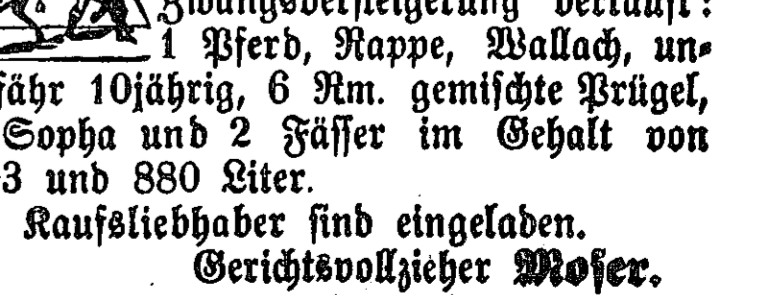 Zwangsversteigerung verkauft:
1 Pferd, Rappe, Wallach, un-
fähr 10jährig, 6 Rm. gemischte Prügel,
Sopha und 2 Fässer im Gehalt von
3 und 880 Liter.
Kaufsliebhaber sind eingeladen.
Gerichtsvollzieher Moser.